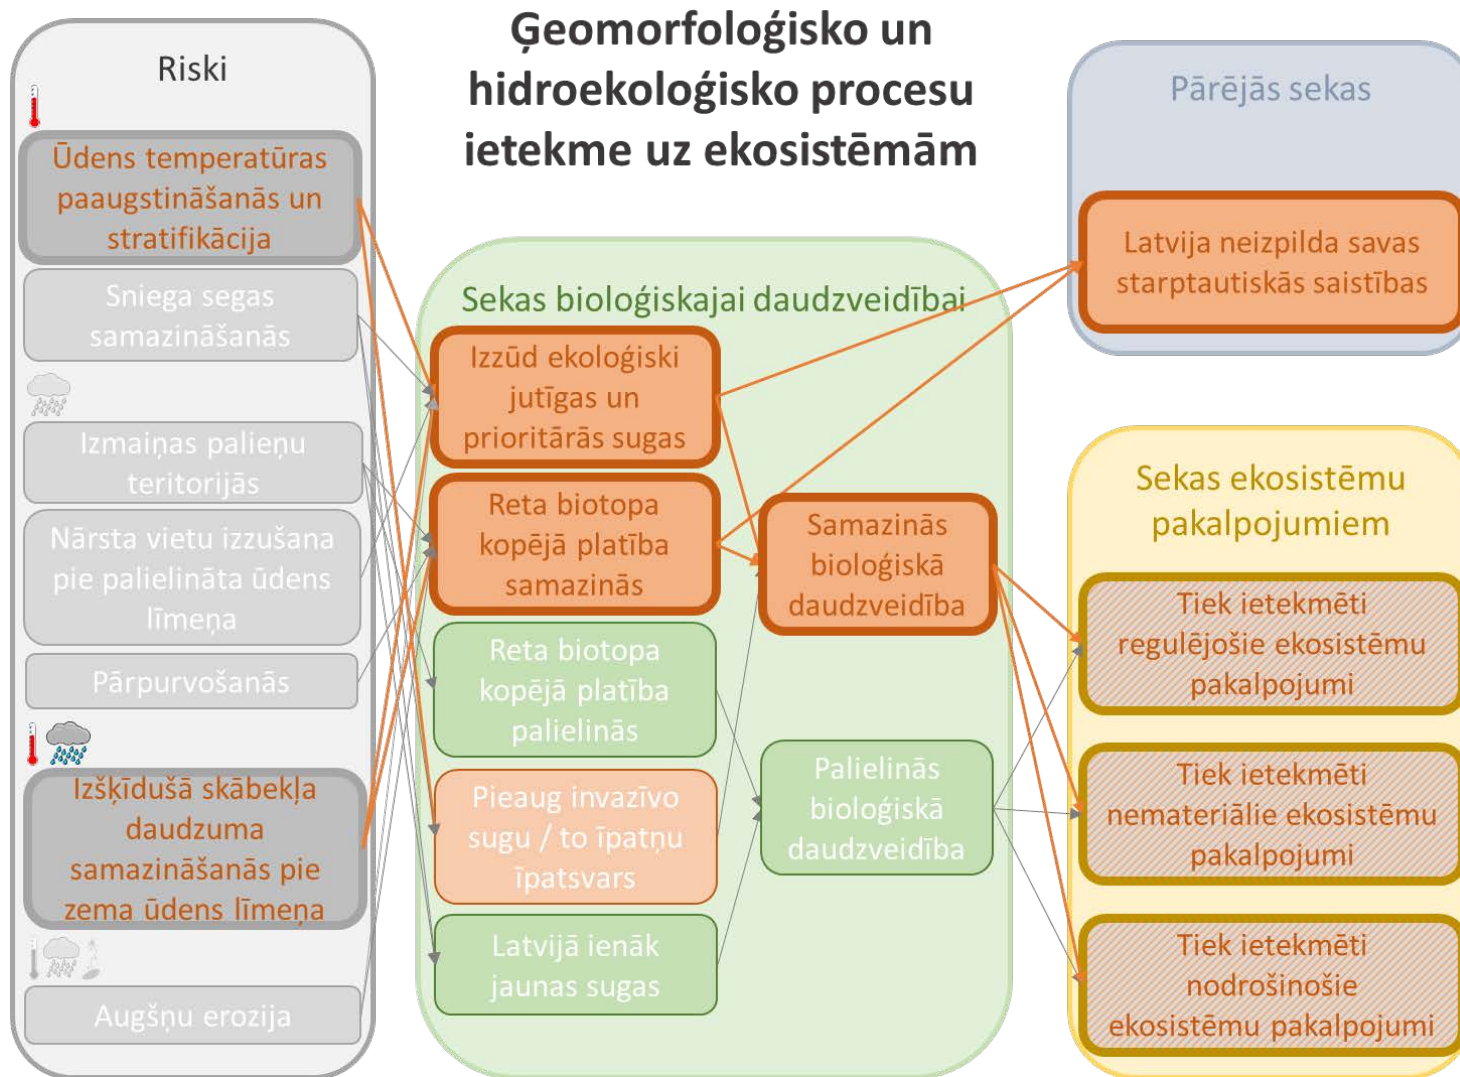 Ģeomorfoloģisko un
hidroekoloģisko procesu
ietekme uz ekosistēmām
Riski
Ūdens temperatūras
paaugstināšanās un
stratifikācija
Sniega segas
samazināšanās
Izmaiņas palieņu
teritorijās
Nārsta vietu izzušana
pie palielināta ūdens
līmeņa
Pārpurvošanās
Izšķīdušā skābekļa
daudzuma
samazināšanās pie
zema ūdens līmeņa
Augšņu erozija
Sekas bioloģiskajai daudzveidībai
Izzūd ekoloģiski
jutīgas un
prioritārās sugas
Reta biotopa
kopējā platība
samazinās
Reta biotopa
kopējā platība
palielinās
Pieaug invazīvo
sugu / to īpatņu
īpatsvars
Latvijā ienāk
jaunas sugas
Samazinās
bioloģiskā
daudzveidība
Palielinās
bioloģiskā
daudzveidība
Pārējās sekas
Latvija neizpilda savas
starptautiskās saistības
Sekas ekosistēmu
pakalpojumiem
Tiek ietekmēti
regulējošie ekosistēmu
pakalpojumi
Tiek ietekmēti
nemateriālie ekosistēmu
pakalpojumi
Tiek ietekmēti
nodrošinošie
ekosistēmu pakalpojumi